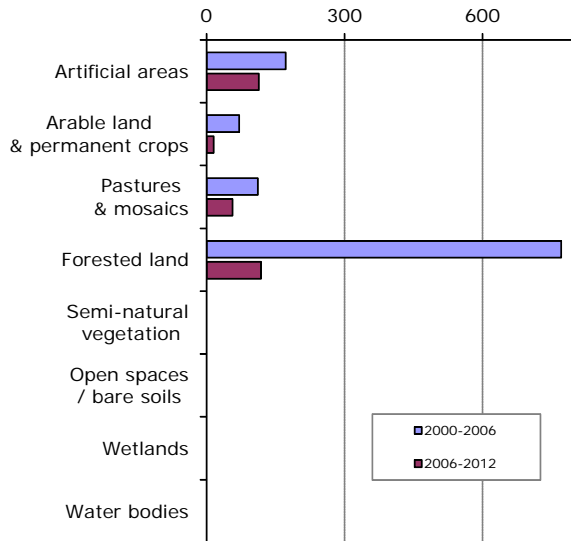 0 300 600
Artificial areas
Arable land
& permanent crops
Pastures
& mosaics
Forested land
Semi-natural
vegetation
Open spaces
/ bare soils
Wetlands
Water bodies
2000-2006
2006-2012